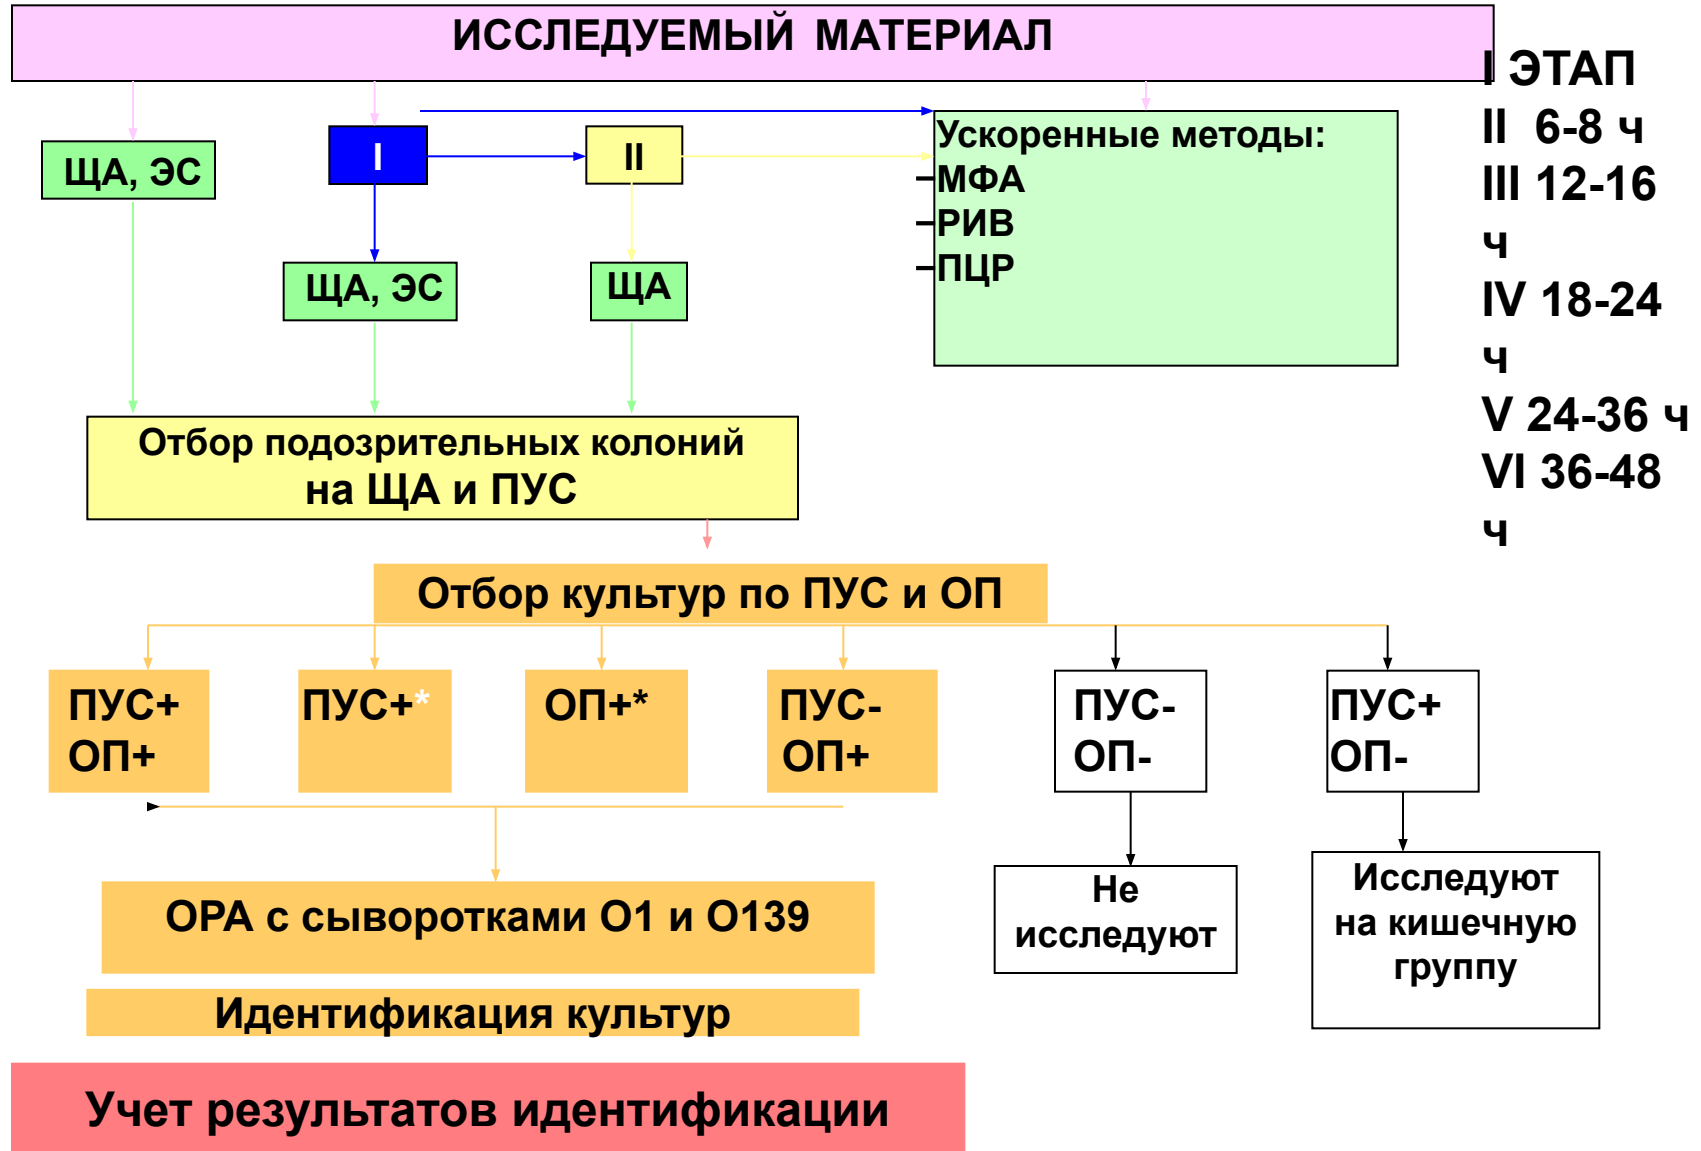 ИССЛЕДУЕМЫЙ МАТЕРИАЛ
I ЭТАП
II 6-8 ч
III 12-16
ч
IV 18-24
ч
V 24-36 ч
VI 36-48
ч
ЩА, ЭС
I
II
Ускоренные методы:
–МФА
–РИВ
–ПЦР
ЩА, ЭС
ЩА
Отбор подозрительных колоний
на ЩА и ПУС
Отбор культур по ПУС и ОП
ПУС+
ОП+
ПУС+*
ОП+*
ПУС-
ОП+
ПУС-
ОП-
ПУС+
ОП-
ОРА с сыворотками О1 и О139
Не
исследуют
Исследуют
на кишечную
группу
Идентификация культур
Учет результатов идентификации